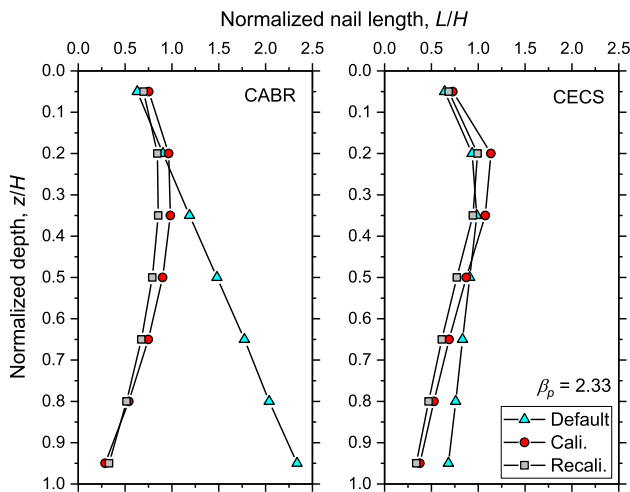 Normalized nail length, L/H
0.0 0.5 1.0 1.5 2.0 2.5
0.0 0.5 1.0 1.5 2.0 2.5
Normalized depth, z/H
0.0
0.1
0.2
0.3
0.4
0.5
0.6
0.7
0.8
0.9
1.0
CABR
0.0
0.1
0.2
0.3
0.4
0.5
0.6
0.7
0.8
0.9
1.0
CECS
βp = 2.33
Default
Cali.
Recali.